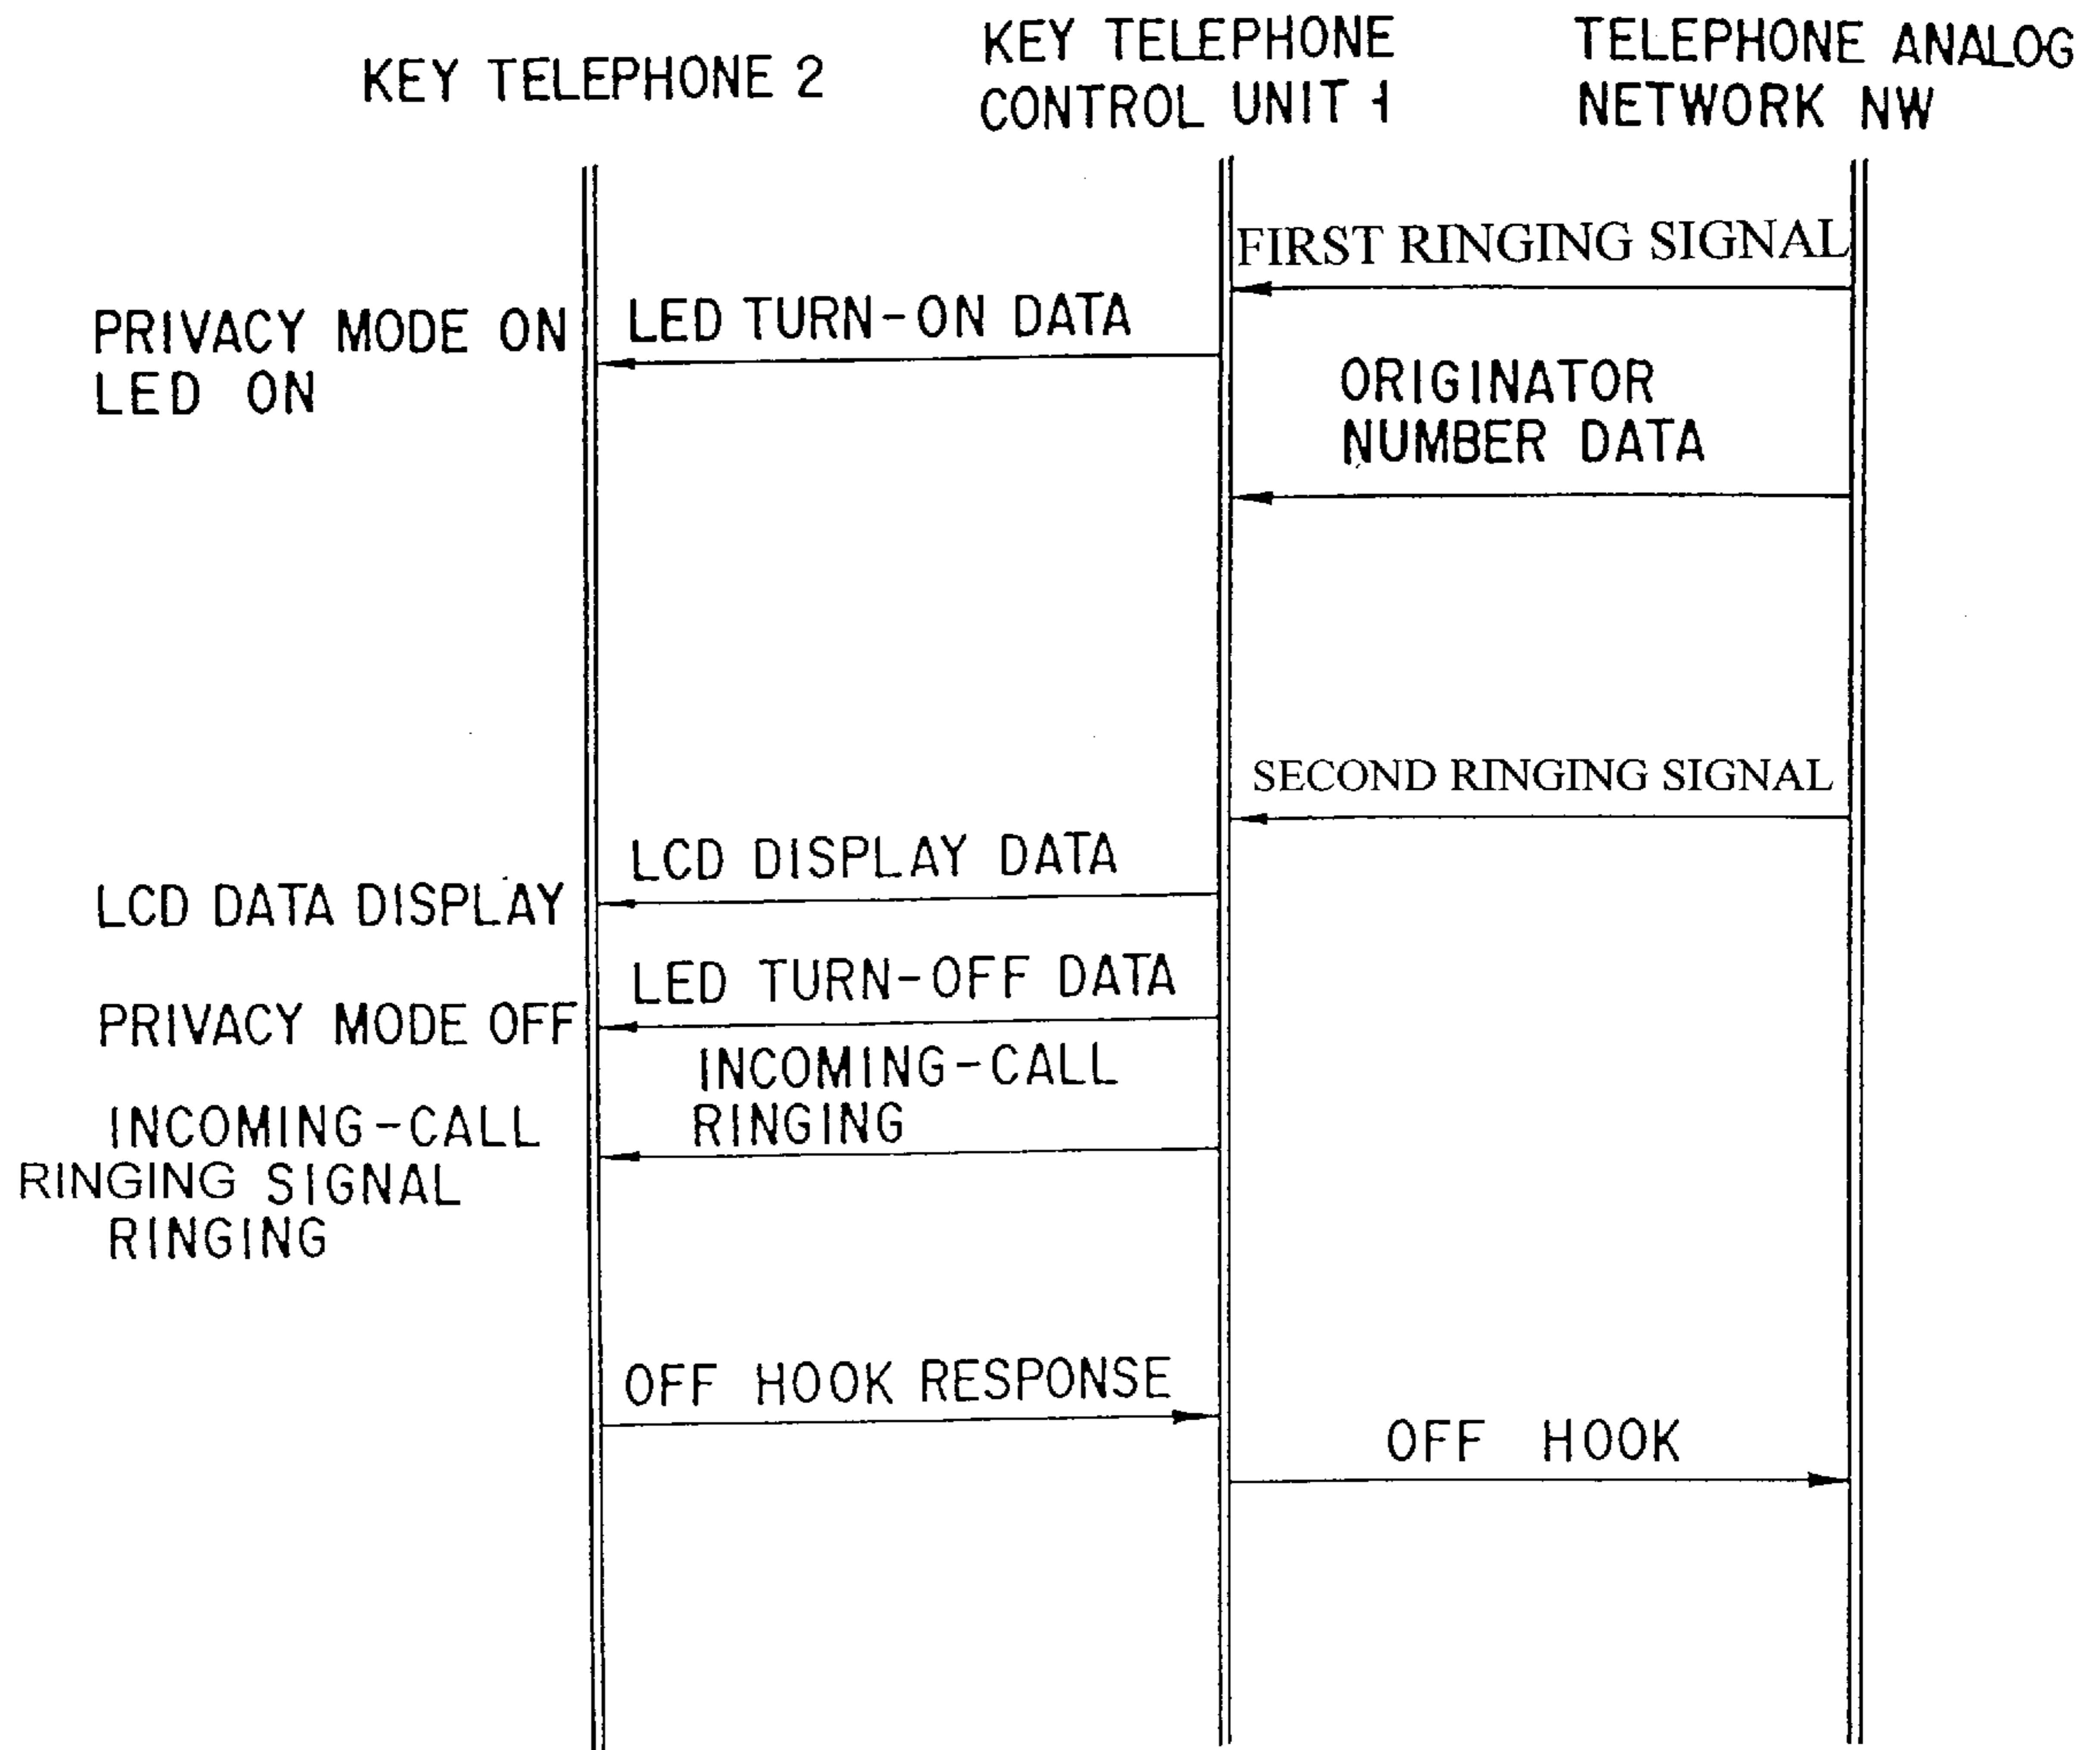 KEY TELEPHONE 2
KEY TELEPHONE
CONTROL UNIT 1
TELEPHONE ANALOG
NETWORK NW
FIRST RINGING SIGNAL
PRIVACY MODE ON
LED ON
LED TURN-ON DATA
ORIGINATOR
NUMBER DATA
SECOND RINGING SIGNAL
LCD DISPLAY DATA
LCD DATA DISPLAY
LED TURN-OFF DATA
PRIVACY MODE OFF
INCOMING-CALL
RINGING
INCOMING-CALL
RINGING SIGNAL
RINGING
OFF HOOK RESPONSE
OFF HOOK